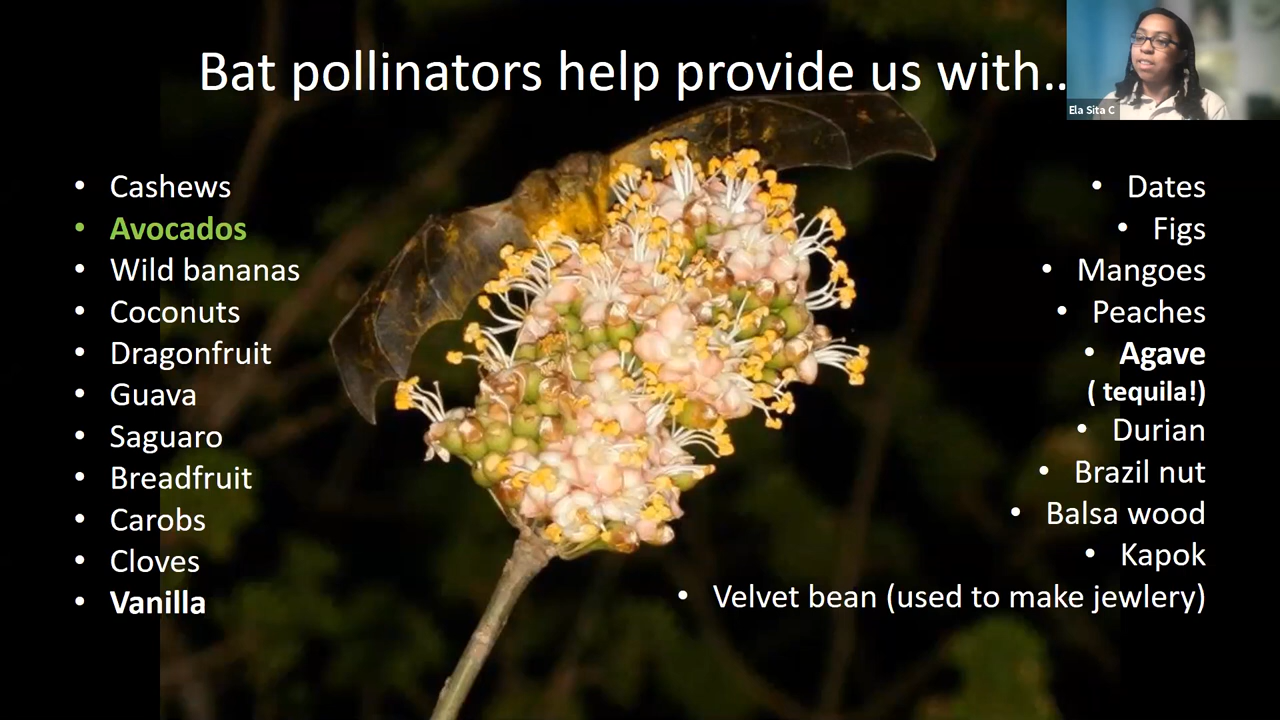 Bat pollinators help provide us with…
Ela Sita C
• Cashews
• Avocados
• Wild bananas
• Coconuts
• Dragonfruit
• Guava
• Saguaro
• Breadfruit
• Carobs
• Cloves
• Vanilla
• Dates
• Figs
• Mangoes
• Peaches
• Agave
( tequila!)
• Durian
• Brazil nut
• Balsa wood
• Kapok
• Velvet bean (used to make jewlery)